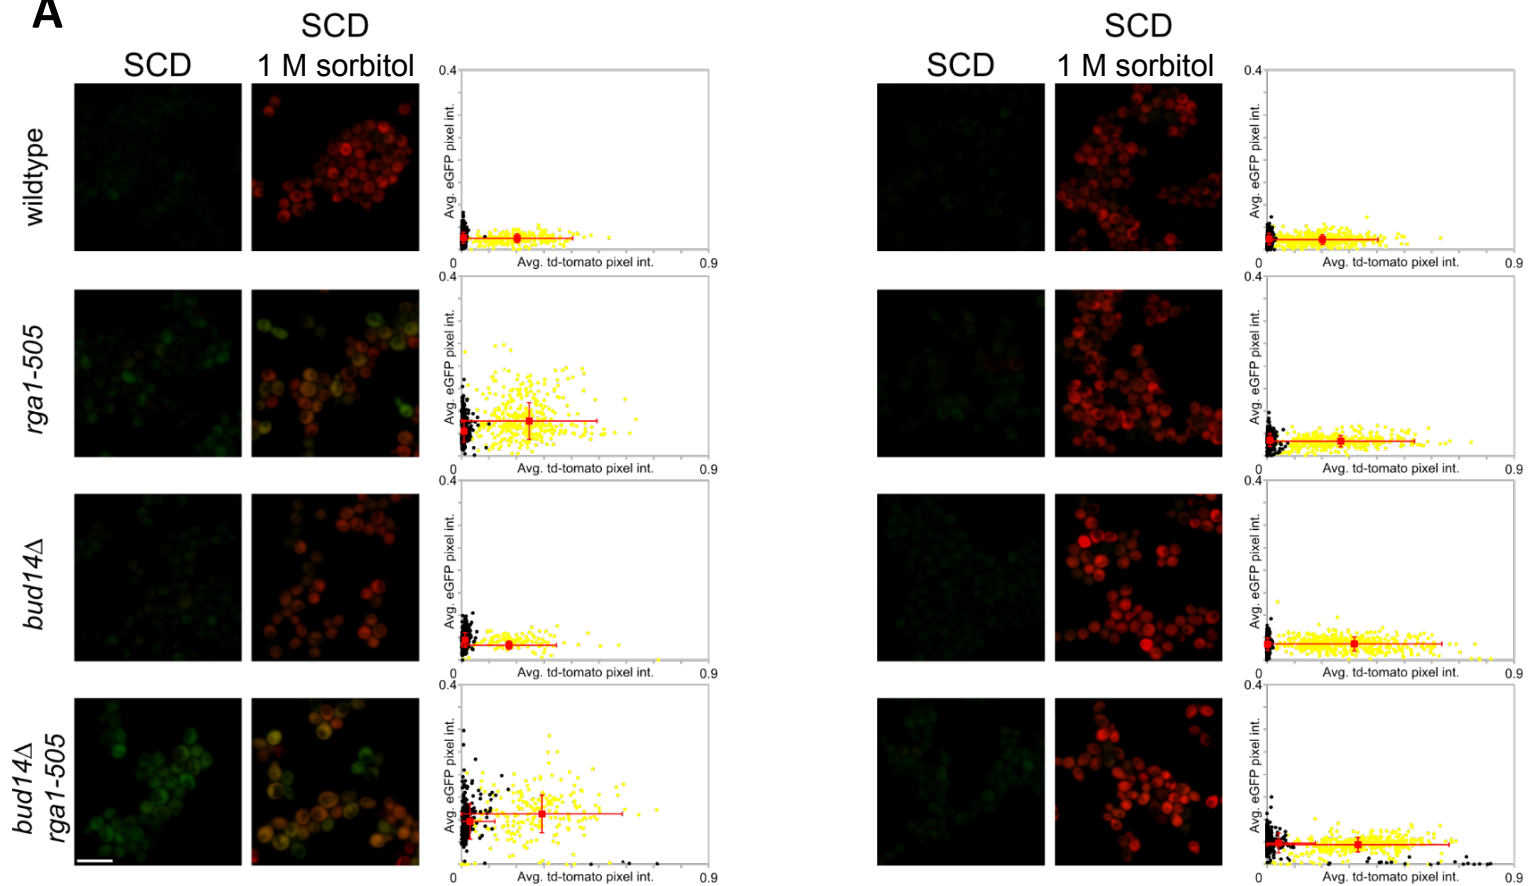 A
SCD
SCD
1 M sorbitol
SCD
SCD
1 M sorbitol
wildtype
0.4
Avg. eGFP pixel int.
0
Avg. td-tomato pixel int.
0.9
0.4
Avg. eGFP pixel int.
0
Avg. td-tomato pixel int.
0.9
rga1-505
0.4
Avg. eGFP pixel int.
0
Avg. td-tomato pixel int.
0.9
0.4
Avg. eGFP pixel int.
0
Avg. td-tomato pixel int.
0.9
bud14Δ
0.4
Avg. eGFP pixel int.
0
Avg. td-tomato pixel int.
0.9
0.4
Avg. eGFP pixel int.
0
Avg. td-tomato pixel int.
0.9
bud14Δ
rga1-505
0.4
Avg. eGFP pixel int.
0
Avg. td-tomato pixel int.
0.9
0.4
Avg. eGFP pixel int.
0
Avg. td-tomato pixel int.
0.9